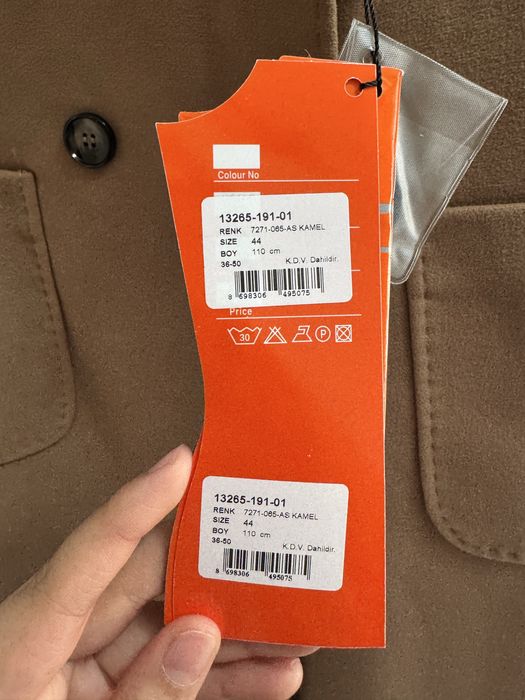 Colour No
13265-191-01
RENK 7271-065-AS KAMEL
SIZE 44
BOY 110 cm
36-50 K.D.V. Dahildir.
8 698306 495075
Price
30 P
13265-191-01
RENK 7271-065-AS KAMEL
SIZE 44
BOY 110 cm
36-50 K.D.V. Dahildir.
8 698306 495075